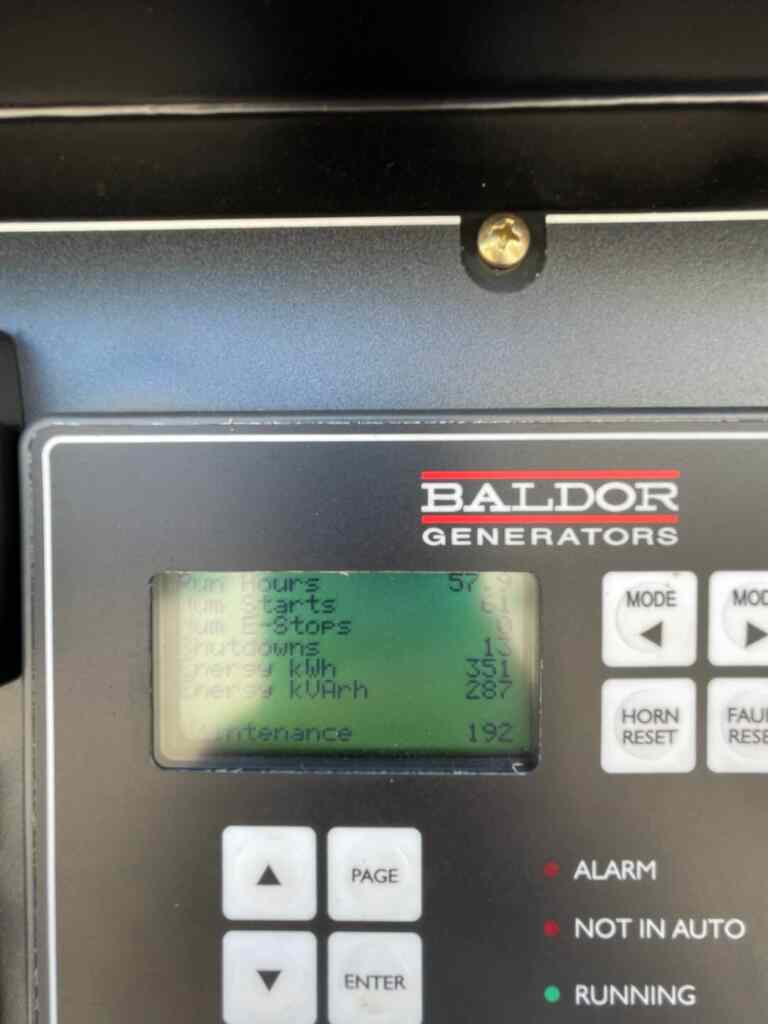 BALDOR
GENERATORS
Run Hours
Num Starts
Num E-Stops
Shutdowns 13
Energy kWh 351
Energy kVArh 287
Maintenance 192
MODE
HORN
RESET
PAGE
ENTER
ALARM
NOT IN AUTO
RUNNING